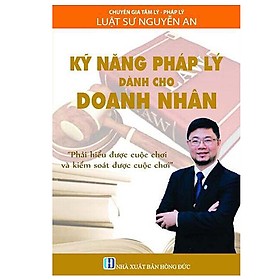 CHUYÊN GIA TÂM LÝ - PHÁP LÝ
LUẬT SƯ NGUYỄN AN
KỸ NĂNG PHÁP LÝ
DÀNH CHO
DOANH NHÂN
"Phải hiểu được cuộc chơi
và kiểm soát được cuộc chơi"
NHÀ XUẤT BẢN HỒNG ĐỨC